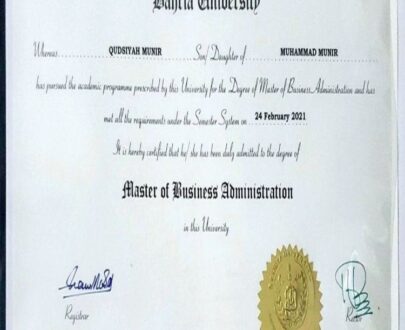 Bahria University
Whereas QUDSIYAH MUNIR Son/Daughter of MUHAMMAD MUNIR
has pursued the academic programme prescribed by this University for the Degree of Master of Business Administration and has
met all the requirements under the Semester System on 24 February 2021
It is hereby certified that he/she has been duly admitted to the degree of
Master of Business Administration
in this University
Registrar Rector